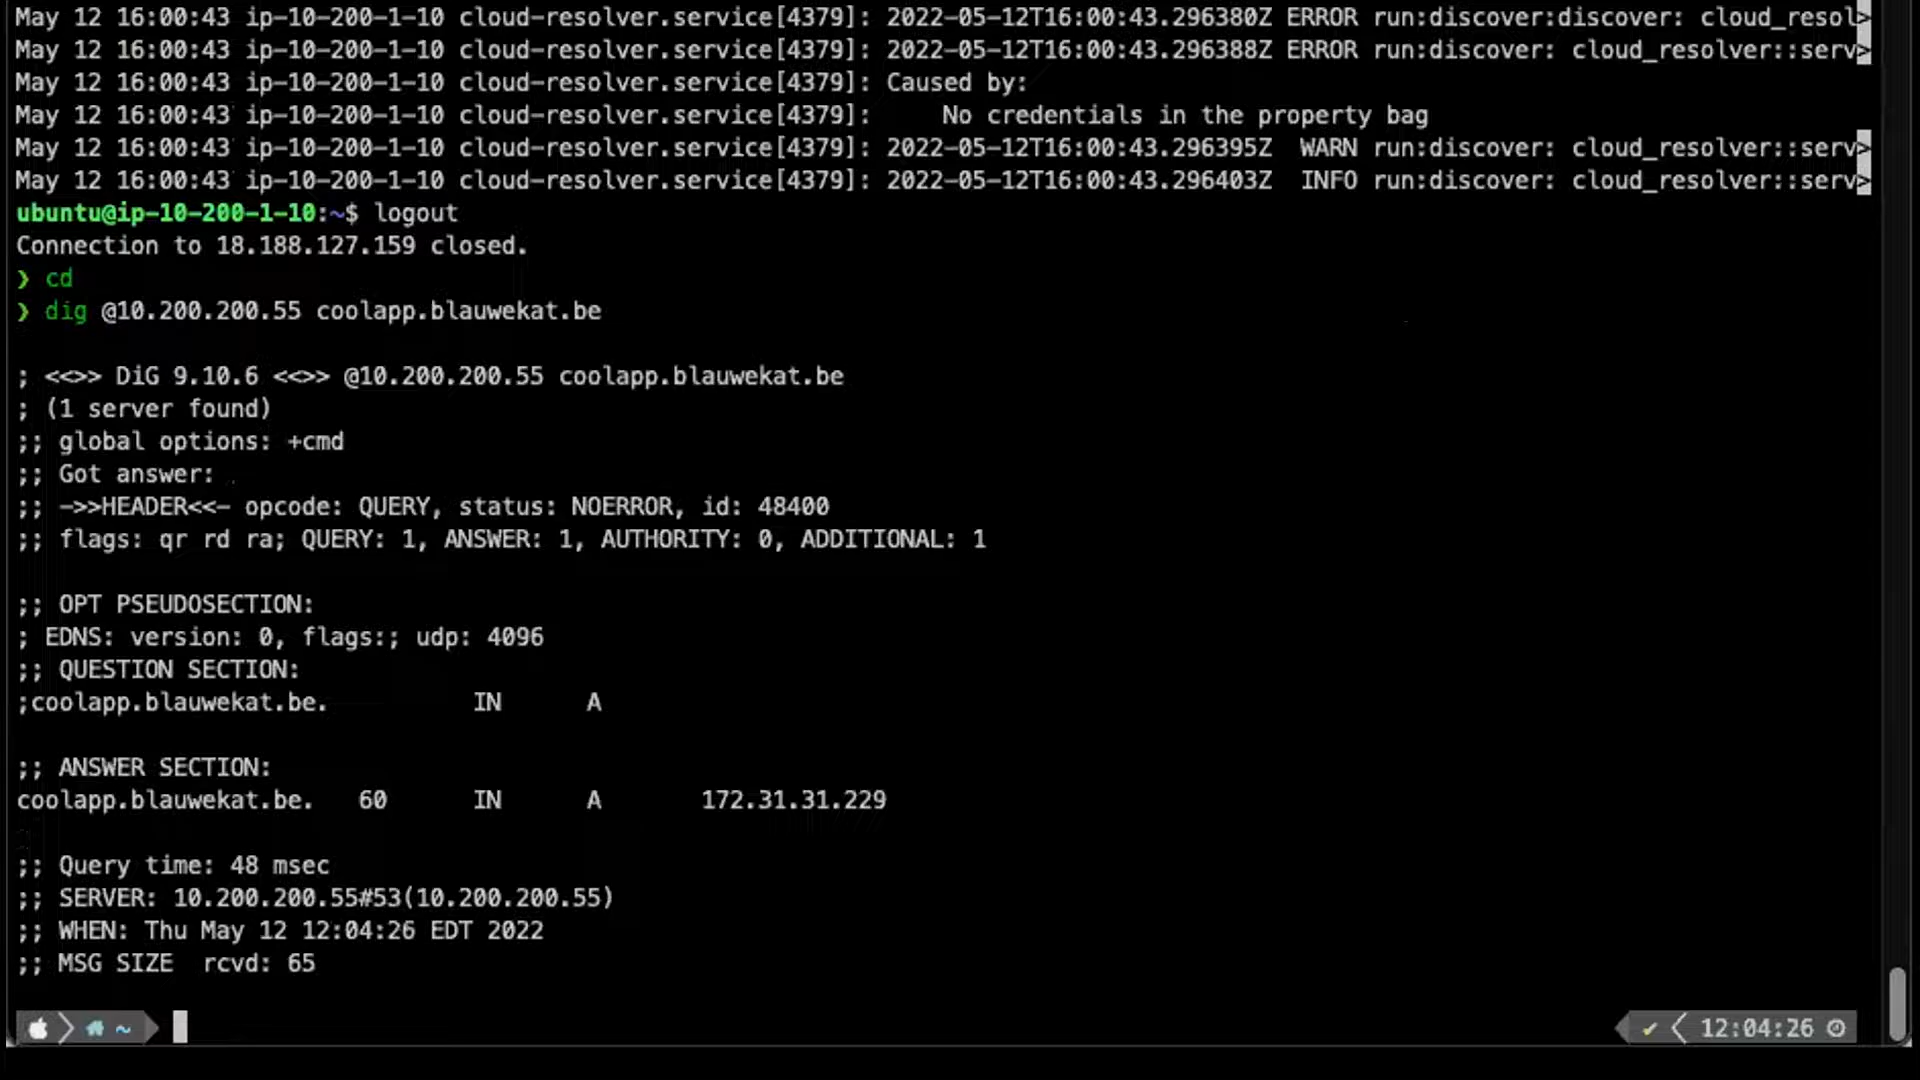 May 12 16:00:43 ip-10-200-1-10 cloud-resolver.service[4379]: 2022-05-12T16:00:43.296380Z ERROR run:discover:discover: cloud_resol>
May 12 16:00:43 ip-10-200-1-10 cloud-resolver.service[4379]: 2022-05-12T16:00:43.296388Z ERROR run:discover: cloud_resolver::serv>
May 12 16:00:43 ip-10-200-1-10 cloud-resolver.service[4379]: Caused by:
May 12 16:00:43 ip-10-200-1-10 cloud-resolver.service[4379]:     No credentials in the property bag
May 12 16:00:43 ip-10-200-1-10 cloud-resolver.service[4379]: 2022-05-12T16:00:43.296395Z  WARN run:discover: cloud_resolver::serv>
May 12 16:00:43 ip-10-200-1-10 cloud-resolver.service[4379]: 2022-05-12T16:00:43.296403Z  INFO run:discover: cloud_resolver::serv>
ubuntu@ip-10-200-1-10:~$ logout
Connection to 18.188.127.159 closed.
❯ cd
❯ dig @10.200.200.55 coolapp.blauwekat.be
; <<>> DiG 9.10.6 <<>> @10.200.200.55 coolapp.blauwekat.be
; (1 server found)
;; global options: +cmd
;; Got answer:
;; ->>HEADER<<- opcode: QUERY, status: NOERROR, id: 48400
;; flags: qr rd ra; QUERY: 1, ANSWER: 1, AUTHORITY: 0, ADDITIONAL: 1
;; OPT PSEUDOSECTION:
; EDNS: version: 0, flags:; udp: 4096
;; QUESTION SECTION:
;coolapp.blauwekat.be. IN A
;; ANSWER SECTION:
coolapp.blauwekat.be. 60 IN A 172.31.31.229
;; Query time: 48 msec
;; SERVER: 10.200.200.55#53(10.200.200.55)
;; WHEN: Thu May 12 12:04:26 EDT 2022
;; MSG SIZE  rcvd: 65
~ ✔ 12:04:26